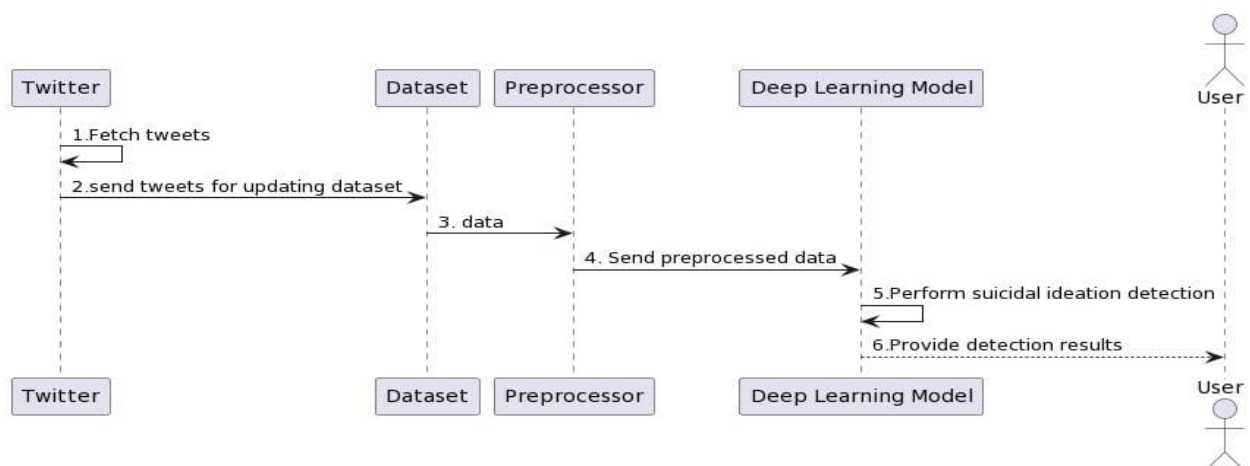 User
Twitter
Dataset
Preprocessor
Deep Learning Model
1.Fetch tweets
2.send tweets for updating dataset
3. data
4. Send preprocessed data
5.Perform suicidal ideation detection
6.Provide detection results
Twitter
Dataset
Preprocessor
Deep Learning Model
User